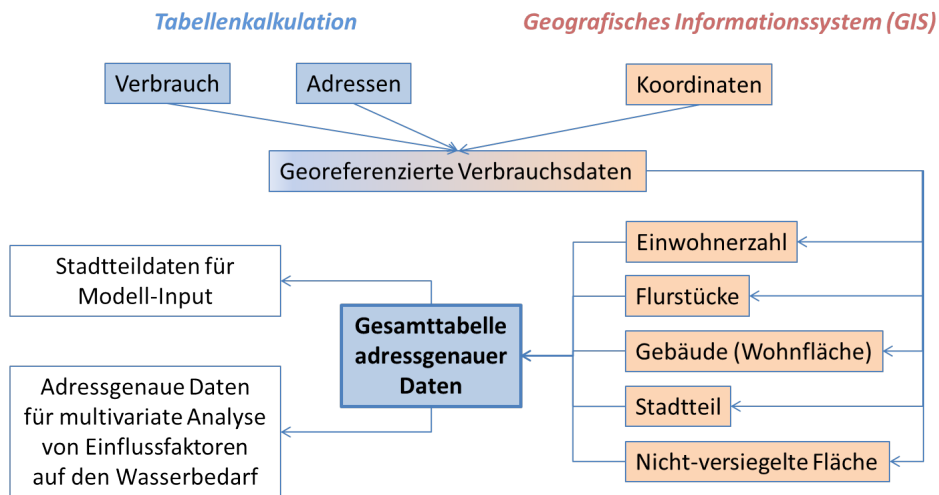 Tabellenkalkulation
Geografisches Informationssystem (GIS)
Verbrauch
Adressen
Koordinaten
Georeferenzierte Verbrauchsdaten
Einwohnerzahl
Flurstücke
Gebäude (Wohnfläche)
Stadtteil
Nicht-versiegelte Fläche
Gesamttabelle
adressgenauer
Daten
Stadtteildaten für
Modell-Input
Adressgenaue Daten
für multivariate Analyse
von Einflussfaktoren
auf den Wasserbedarf